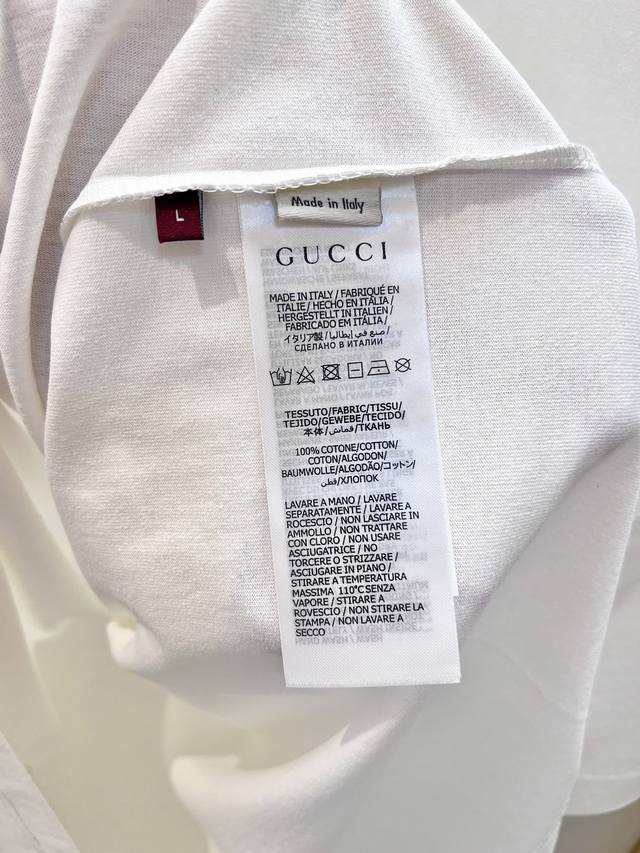 L
Made in Italy
GUCCI
MADE IN ITALY / FABRIQUÉ EN
ITALIE / HECHO EN ITÁLIA /
HERGESTELLT IN ITALIEN /
FABRICADO EM ITÁLIA /
イタリア製 / صنع في إيطاليا /
СДЕЛАНО В ИТАЛИИ
TESSUTO/FABRIC/TISSU/
TEJIDO/GEWEBE/TECIDO/
本体/قماش/ТКАНЬ
100% COTONE/COTTON/
COTON/ALGODON/
BAUMWOLLE/ALGODÃO/コットン/
قطن/ХЛОПОК
LAVARE A MANO / LAVARE
SEPARATAMENTE / LAVARE A
ROCESCIO / NON LASCIARE IN
AMMOLLO / NON TRATTARE
CON CLORO / NON USARE
ASCIUGATRICE / NO
TORCERE O STRIZZARE /
ASCIUGARE IN PIANO /
STIRARE A TEMPERATURA
MASSIMA 110°C SENZA
VAPORE / STIRARE A
ROVESCIO / NON STIRARE LA
STAMPA / NON LAVARE A
SECCO